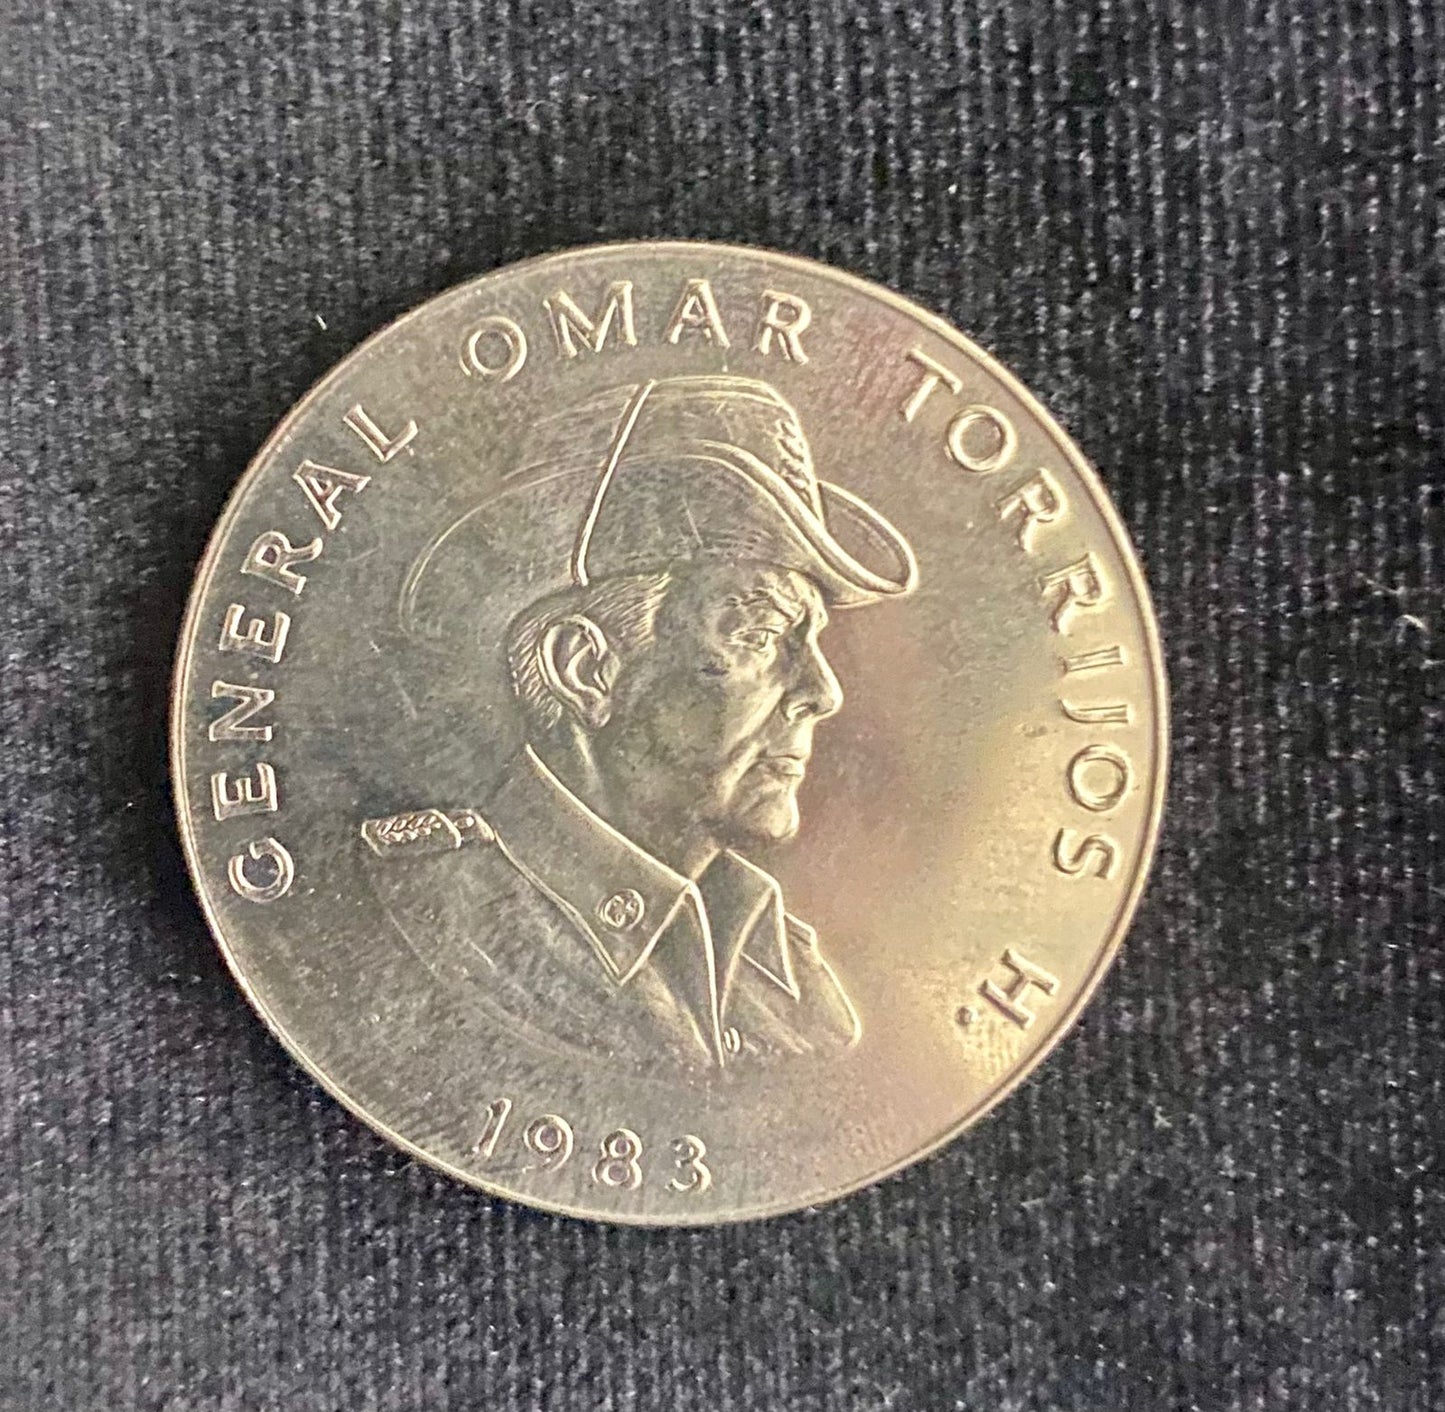 GENERAL OMAR TORRIJOS H.
1983